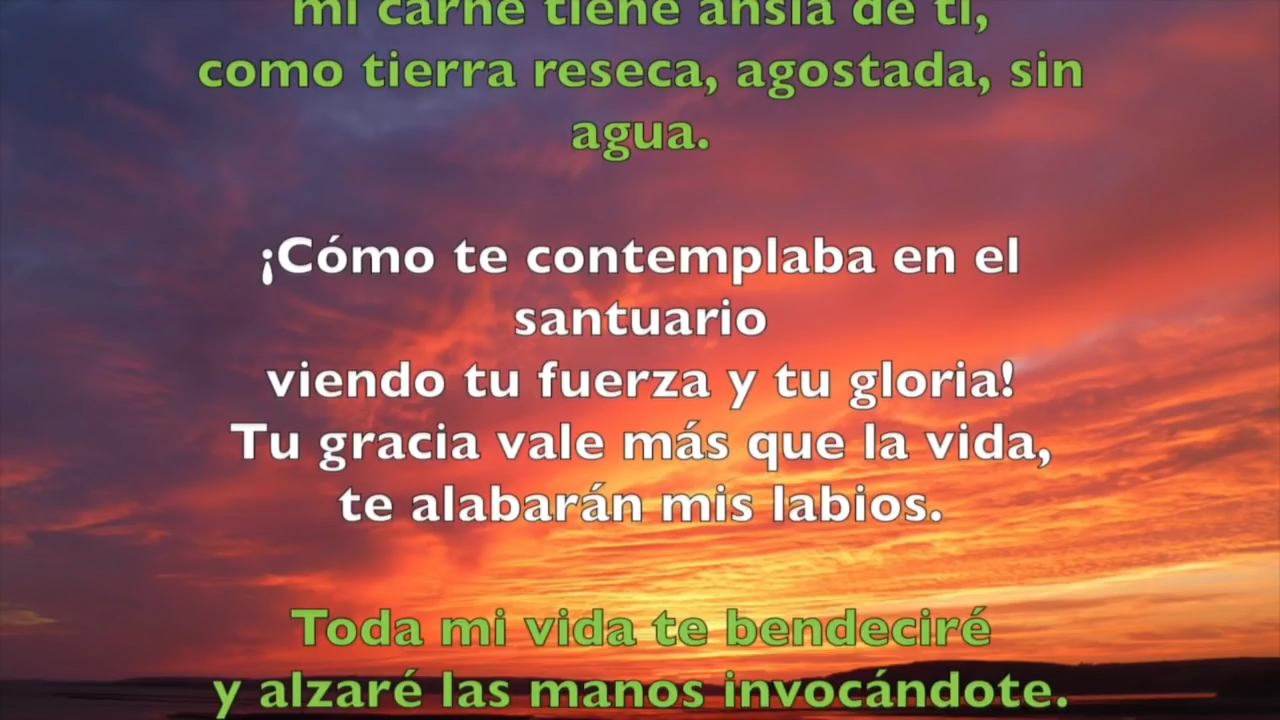 mi carne tiene ansia de ti,
como tierra reseca, agostada, sin
agua.
¡Cómo te contemplaba en el
santuario
viendo tu fuerza y tu gloria!
Tu gracia vale más que la vida,
te alabarán mis labios.
Toda mi vida te bendeciré
y alzaré las manos invocándote.